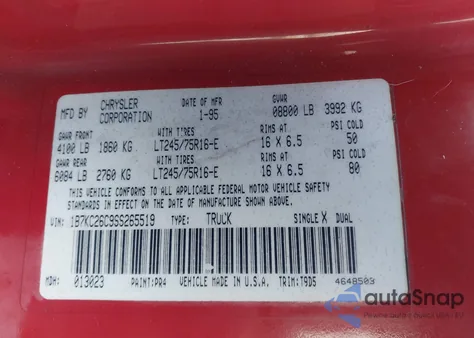 MFD BY CHRYSLER CORPORATION DATE OF MFR 1-95 GVWR 08800 LB 3992 KG
GAWR FRONT WITH TIRES RIMS AT PSI COLD
4100 LB 1860 KG LT245/75R16-E 16 X 6.5 50
GAWR REAR WITH TIRES RIMS AT PSI COLD
6084 LB 2760 KG LT245/75R16-E 16 X 6.5 80
THIS VEHICLE CONFORMS TO ALL APPLICABLE FEDERAL MOTOR VEHICLE SAFETY
STANDARDS IN EFFECT ON THE DATE OF MANUFACTURE SHOWN ABOVE.
VIN: 1B7KC26C9SS265519 TYPE: TRUCK SINGLE X DUAL
MDH: 013023 PAINT: PR4 VEHICLE MADE IN U.S.A. TRIM: T9D5 4648503
autoSnap